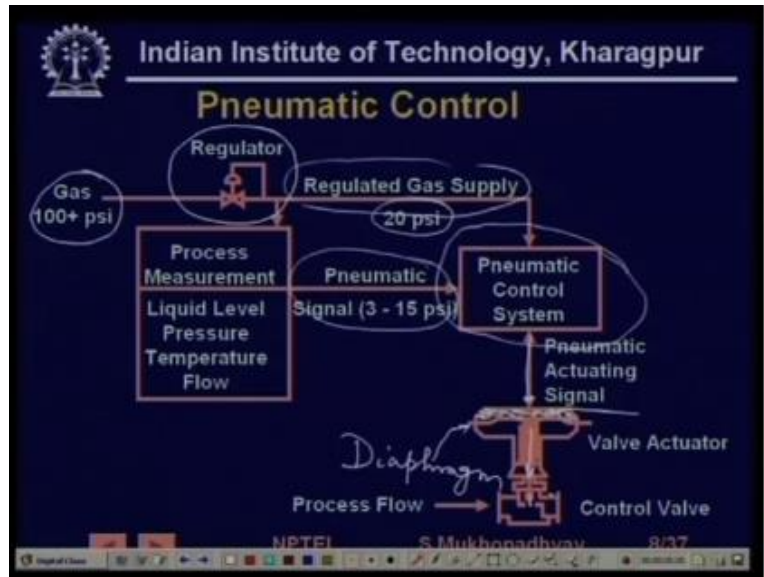 Indian Institute of Technology, Kharagpur
Pneumatic Control
Regulator
Gas
100+ psi
Regulated Gas Supply
20 psi
Process
Measurement
Liquid Level
Pressure
Temperature
Flow
Pneumatic
Signal (3 - 15 psi)
Pneumatic
Control
System
Pneumatic
Actuating
Signal
Diaphragm
Valve Actuator
Process Flow
Control Valve
NPTEL
S.Mukhopadhyay
8/37